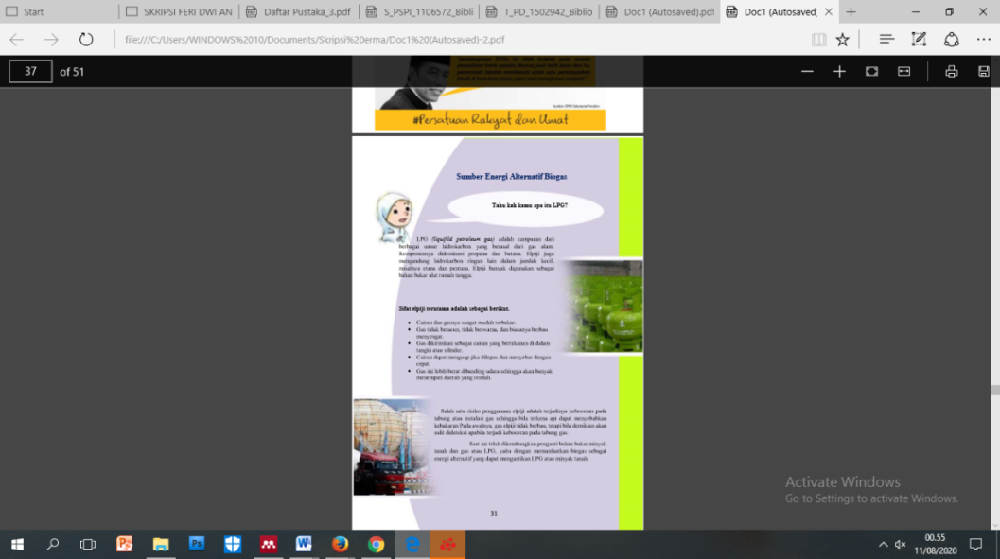 Start
SKRIPSI FERI DWI AN
Daftar Pustaka_3.pdf
S_PSPI_1106572_Bibli
T_PD_1502942_Biblio
Doc1 (Autosaved).pdf
Doc1 (Autosaved)
file:///C:/Users/WINDOWS%2010/Documents/Skripsi%20erma/Doc1%20(Autosaved)-2.pdf
37 of 51
#Persatuan Rakyat dan Umat
Sumber Energi Alternatif Biogas
Tahu kah kamu apa itu LPG?
LPG (liquified petroleum gas) adalah campuran dari
berbagai unsur hidrokarbon yang berasal dari gas alam.
Komponennya didominasi propana dan butana. Elpiji juga
mengandung hidrokarbon ringan lain dalam jumlah kecil,
misalnya etana dan pentana. Elpiji banyak digunakan sebagai
bahan bakar alat rumah tangga.
Sifat elpiji terutama adalah sebagai berikut.
• Cairan dan gasnya sangat mudah terbakar.
• Gas tidak beracun, tidak berwarna, dan biasanya berbau
menyengat.
• Gas dikirimkan sebagai cairan yang bertekanan di dalam
tangki atau silinder.
• Cairan dapat menguap jika dilepas dan menyebar dengan
cepat.
• Gas ini lebih berat dibanding udara sehingga akan banyak
menempati daerah yang rendah.
Salah satu risiko penggunaan elpiji adalah terjadinya kebocoran pada
tabung atau instalasi gas sehingga bila terkena api dapat menyebabkan
kebakaran Pada awalnya, gas elpiji tidak berbau, tetapi bila demikian akan
sulit dideteksi apabila terjadi kebocoran pada tabung gas.
Saat ini telah dikembangkan penganti bahan bakar minyak
tanah dan gas atau LPG, yaitu dengan memanfaatkan biogas sebagai
energi alternatif yang dapat mengantikan LPG atau minyak tanah
31
Activate Windows
Go to Settings to activate Windows.
00.55
11/08/2020